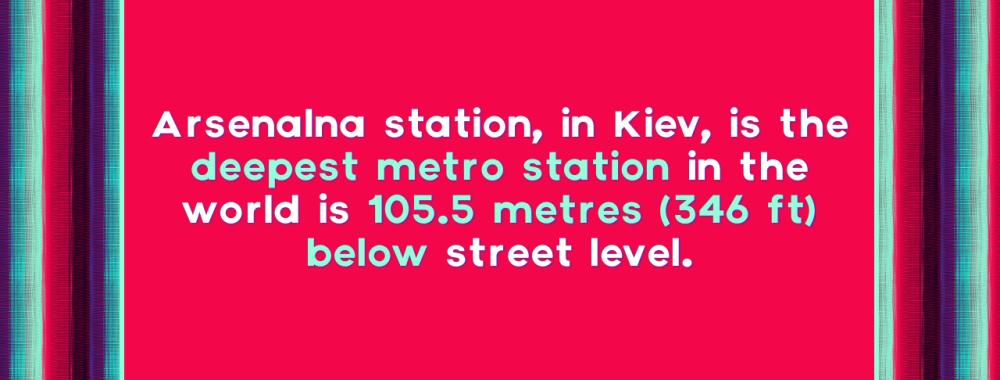 Arsenalna station, in Kiev, is the
deepest metro station in the
world is 105.5 metres (346 ft)
below street level.